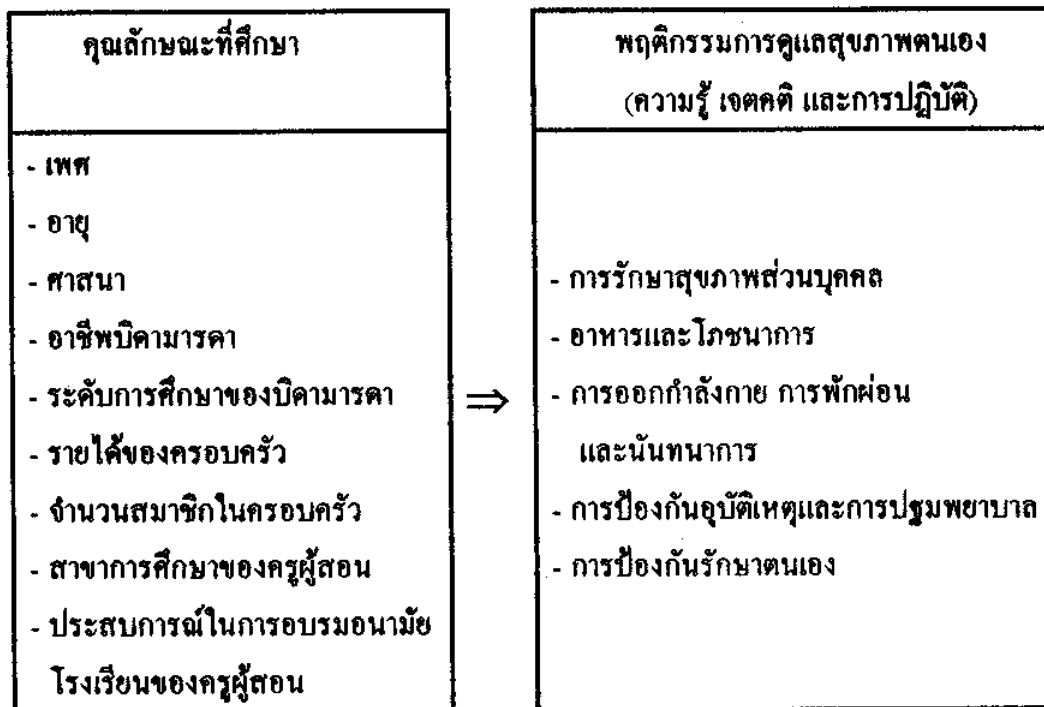 คุณลักษณะที่ศึกษา
- เพศ
- อายุ
- ศาสนา
- อาชีพบิดามารดา
- ระดับการศึกษาของบิดามารดา
- รายได้ของครอบครัว
- จำนวนสมาชิกในครอบครัว
- สาขาการศึกษาของครูผู้สอน
- ประสบการณ์ในการอบรมอนามัย
โรงเรียนของครูผู้สอน
⇒
พฤติกรรมการดูแลสุขภาพตนเอง
(ความรู้ เจตคติ และการปฏิบัติ)
- การรักษาสุขภาพส่วนบุคคล
- อาหารและโภชนาการ
- การออกกำลังกาย การพักผ่อน
และนันทนาการ
- การป้องกันอุบัติเหตุและการปฐมพยาบาล
- การป้องกันรักษาตนเอง